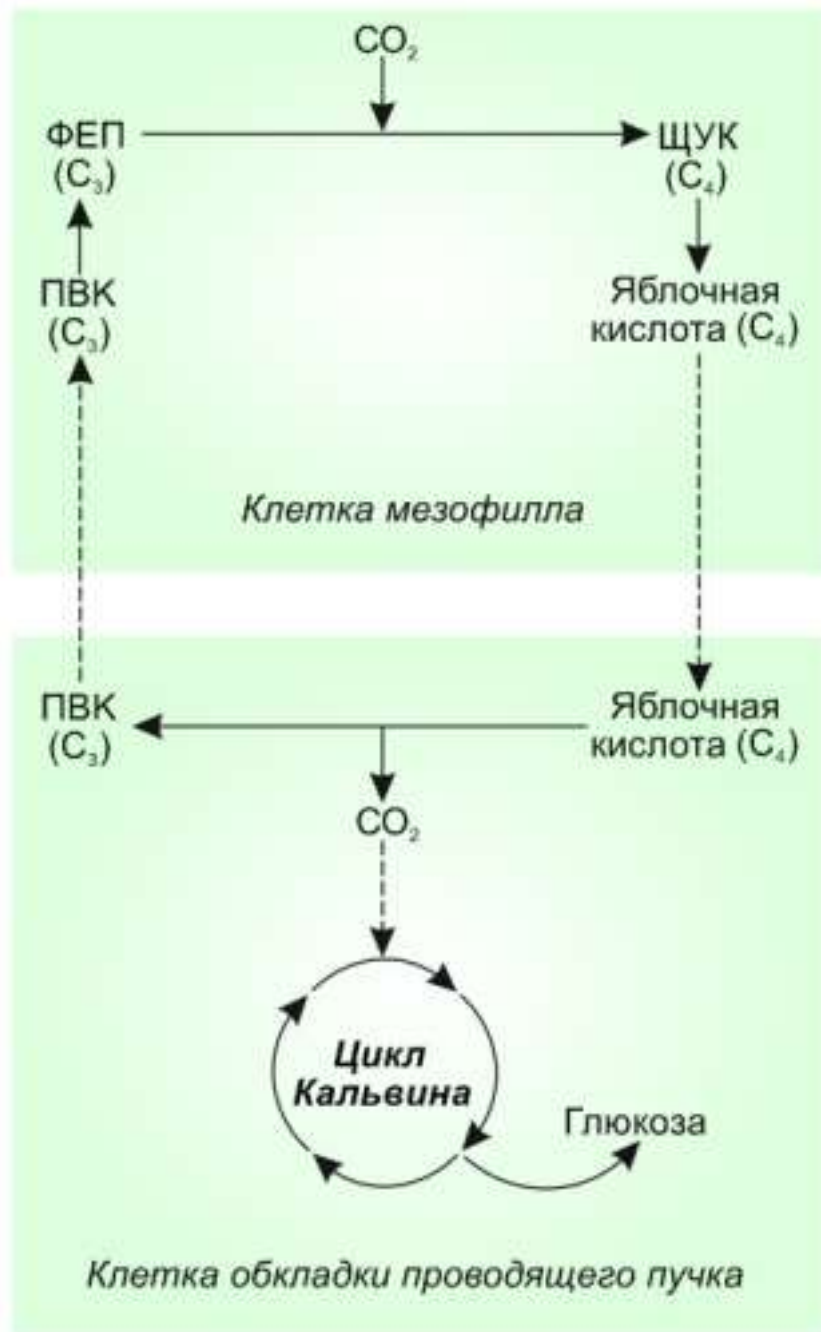 CO₂
ФЕП
(C₃)
ЩУК
(C₄)
ПВК
(C₃)
Яблочная
кислота (C₄)
Клетка мезофилла
ПВК
(C₃)
Яблочная
кислота (C₄)
CO₂
Цикл
Кальвина
Глюкоза
Клетка обкладки проводящего пучка